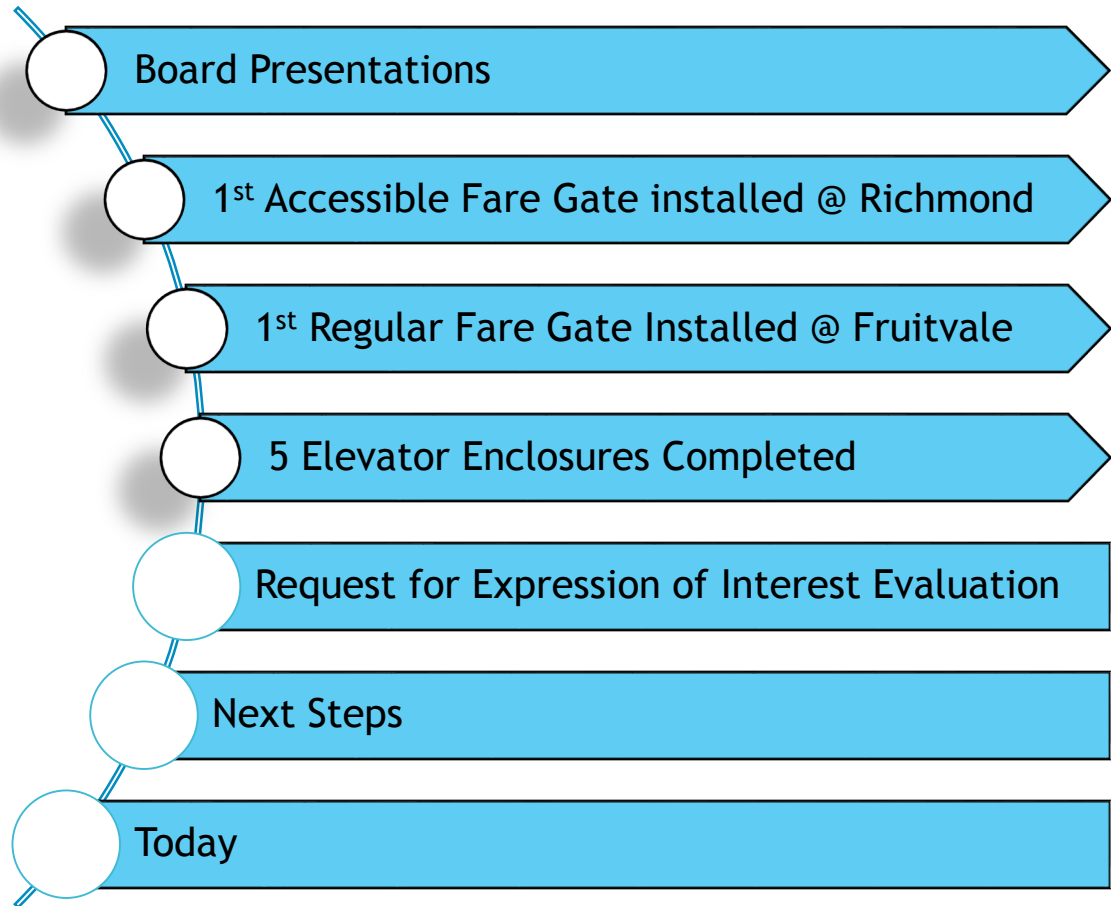 Board Presentations
1st Accessible Fare Gate installed @ Richmond
1st Regular Fare Gate Installed @ Fruitvale
5 Elevator Enclosures Completed
Request for Expression of Interest Evaluation
Next Steps
Today